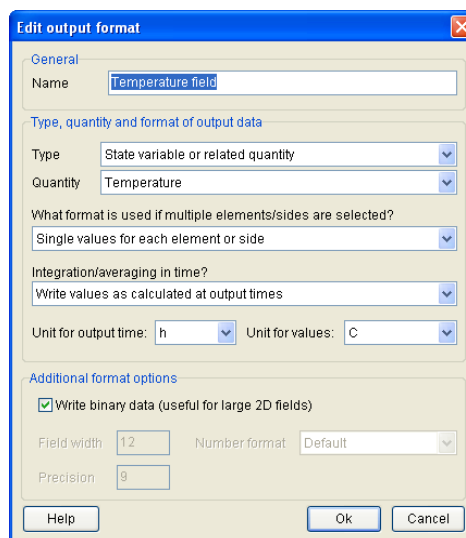 Edit output format
General
Name Temperature field
Type, quantity and format of output data
Type State variable or related quantity
Quantity Temperature
What format is used if multiple elements/sides are selected?
Single values for each element or side
Integration/averaging in time?
Write values as calculated at output times
Unit for output time: h Unit for values: C
Additional format options
Write binary data (useful for large 2D fields)
Field width 12 Number format Default
Precision 9
Help Ok Cancel